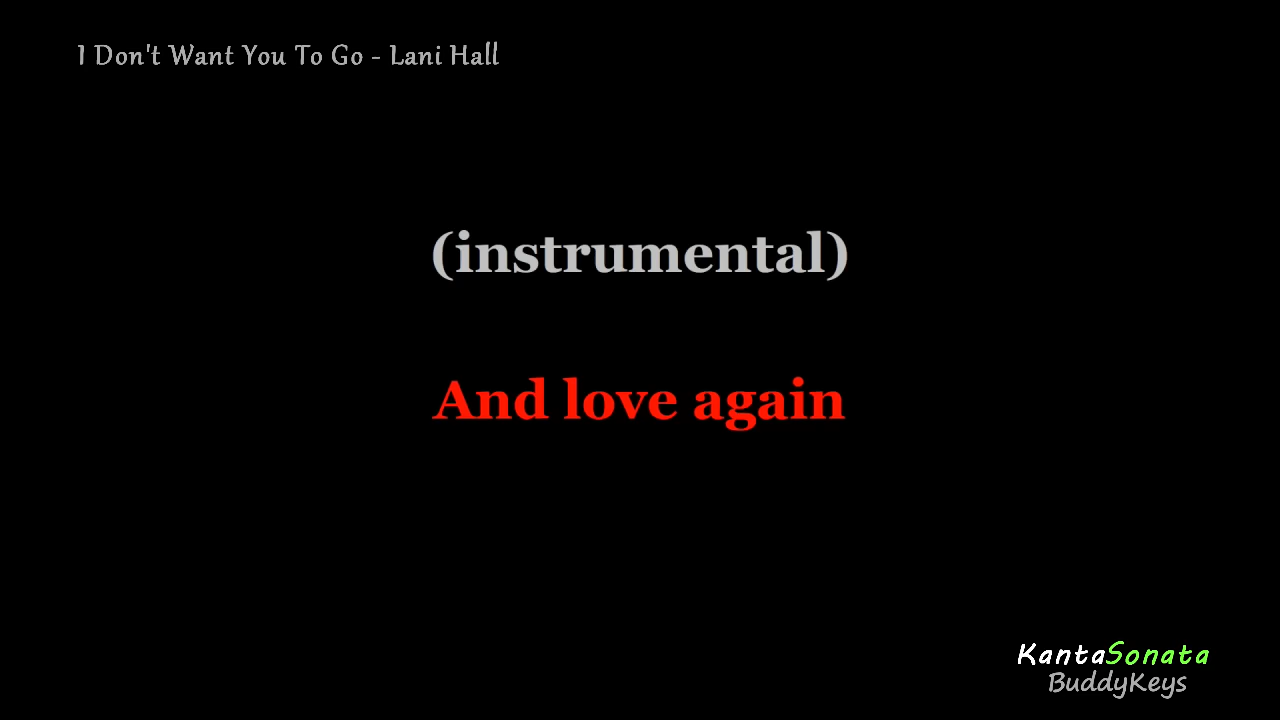 I Don't Want You To Go - Lani Hall
(instrumental)
And love again
KantaSonata
BuddyKeys